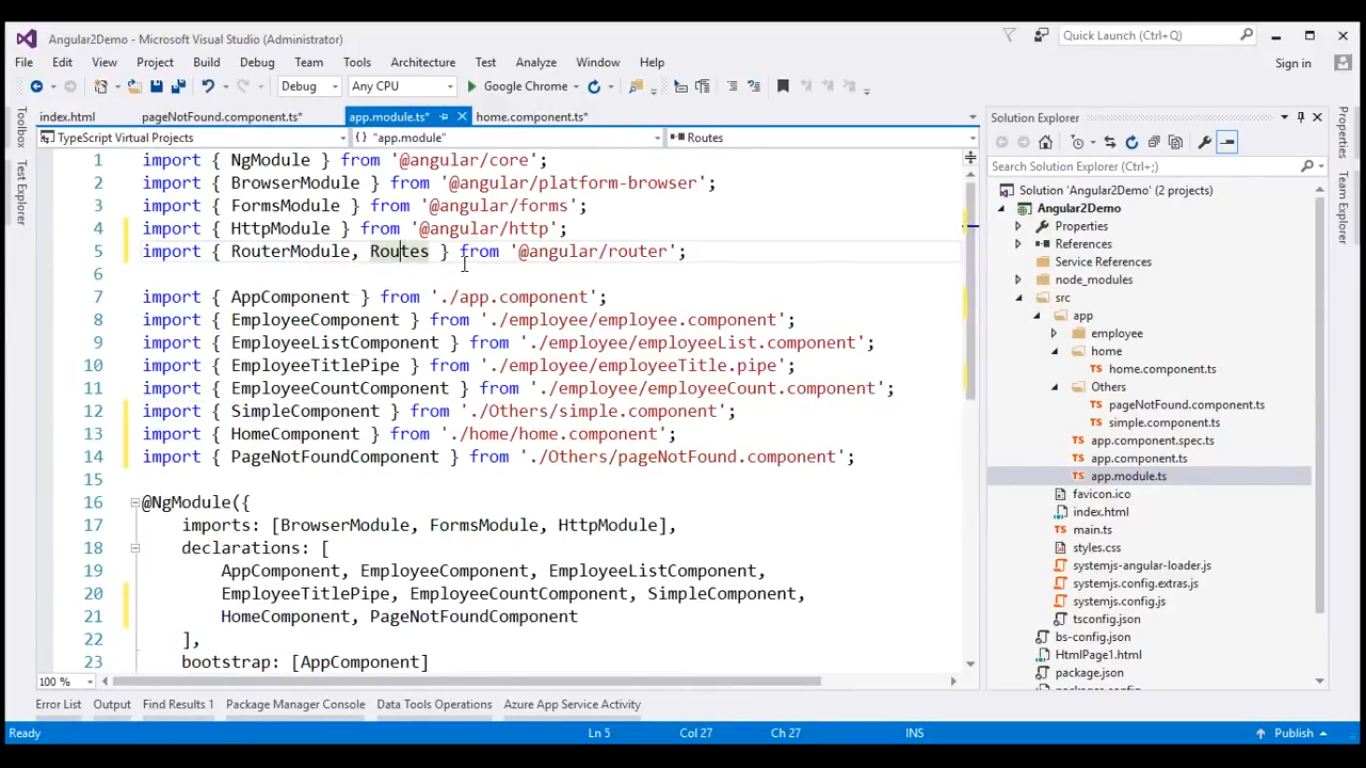 Angular2Demo - Microsoft Visual Studio (Administrator)
Quick Launch (Ctrl+Q)
File Edit View Project Build Debug Team Tools Architecture Test Analyze Window Help
Sign in
Debug Any CPU Google Chrome
index.html pageNotFound.component.ts* app.module.ts* home.component.ts*
TypeScript Virtual Projects {} "app.module" Routes
Toolbox
Test Explorer
1 import { NgModule } from '@angular/core';
2 import { BrowserModule } from '@angular/platform-browser';
3 import { FormsModule } from '@angular/forms';
4 import { HttpModule } from '@angular/http';
5 import { RouterModule, Routes } from '@angular/router';
6
7 import { AppComponent } from './app.component';
8 import { EmployeeComponent } from './employee/employee.component';
9 import { EmployeeListComponent } from './employee/employeeList.component';
10 import { EmployeeTitlePipe } from './employee/employeeTitle.pipe';
11 import { EmployeeCountComponent } from './employee/employeeCount.component';
12 import { SimpleComponent } from './Others/simple.component';
13 import { HomeComponent } from './home/home.component';
14 import { PageNotFoundComponent } from './Others/pageNotFound.component';
15
16 @NgModule({
17 imports: [BrowserModule, FormsModule, HttpModule],
18 declarations: [
19 AppComponent, EmployeeComponent, EmployeeListComponent,
20 EmployeeTitlePipe, EmployeeCountComponent, SimpleComponent,
21 HomeComponent, PageNotFoundComponent
22 ],
23 bootstrap: [AppComponent]
100 %
Solution Explorer
Search Solution Explorer (Ctrl+;)
Solution 'Angular2Demo' (2 projects)
Angular2Demo
Properties
References
Service References
node_modules
src
app
employee
home
TS home.component.ts
Others
TS pageNotFound.component.ts
TS simple.component.ts
TS app.component.spec.ts
TS app.component.ts
TS app.module.ts
favicon.ico
index.html
TS main.ts
styles.css
systemjs-angular-loader.js
systemjs.config.extras.js
systemjs.config.js
tsconfig.json
bs-config.json
HtmlPage1.html
package.json
Properties
Team Explorer
Error List Output Find Results 1 Package Manager Console Data Tools Operations Azure App Service Activity
Ready Ln 5 Col 27 Ch 27 INS Publish